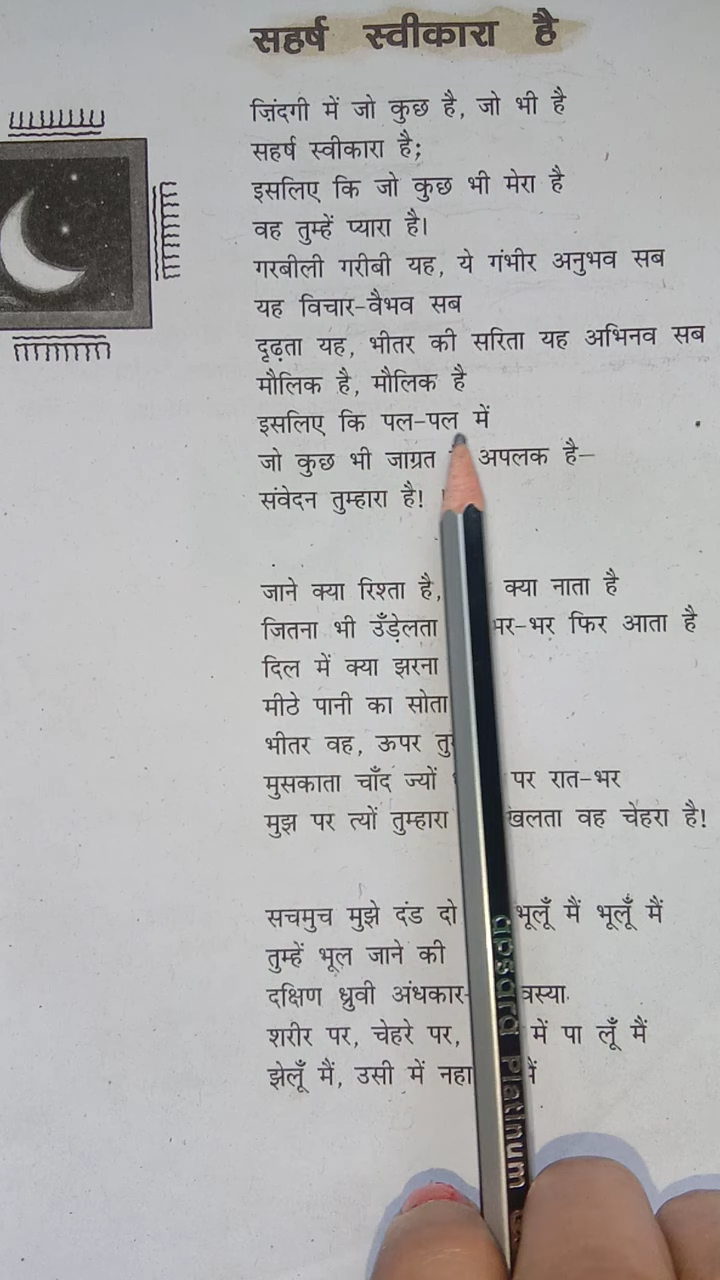 सहर्ष स्वीकारा है
ज़िंदगी में जो कुछ है, जो भी है
सहर्ष स्वीकारा है;
इसलिए कि जो कुछ भी मेरा है
वह तुम्हें प्यारा है।
गरबीली गरीबी यह, ये गंभीर अनुभव सब
यह विचार-वैभव सब
दृढ़ता यह, भीतर की सरिता यह अभिनव सब
मौलिक है, मौलिक है
इसलिए कि पल-पल में
जो कुछ भी जाग्रत अपलक है–
संवेदन तुम्हारा है!
जाने क्या रिश्ता है, क्या नाता है
जितना भी उँड़ेलता भर-भर फिर आता है
दिल में क्या झरना
मीठे पानी का सोता
भीतर वह, ऊपर
मुसकाता चाँद ज्यों पर रात-भर
मुझ पर त्यों तुम्हारा वह चेहरा है!
सचमुच मुझे दंड दो भूलूँ मैं भूलूँ मैं
तुम्हें भूल जाने की
दक्षिण ध्रुवी अंधकार-
शरीर पर, चेहरे पर, में पा लूँ मैं
झेलूँ मैं, उसी में नहा मैं
apsara Platinum